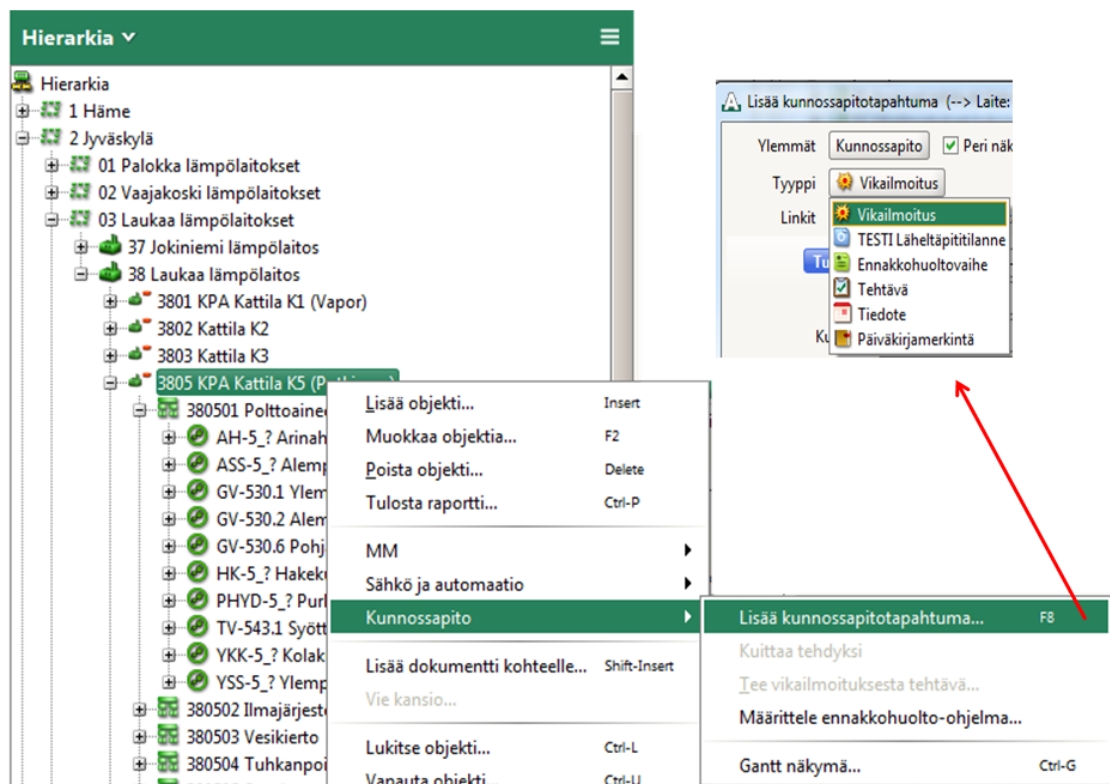 Hierarkia
Hierarkia
1 Häme
2 Jyväskylä
01 Palokka lämpölaitokset
02 Vaajakoski lämpölaitokset
03 Laukaa lämpölaitokset
37 Jokiniemi lämpölaitos
38 Laukaa lämpölaitos
3801 KPA Kattila K1 (Vapor)
3802 Kattila K2
3803 Kattila K3
3805 KPA Kattila K5
380501 Polttoaine
AH-5_? Arinah
ASS-5_? Alemp
GV-530.1 Ylem
GV-530.2 Alem
GV-530.6 Pohj
HK-5_? Hakeku
PHYD-5_? Purk
TV-543.1 Syött
YKK-5_? Kolak
YSS-5_? Ylemp
380502 Ilmajärjeste
380503 Vesikierto
380504 Tuhkanpoi
Lisää objekti... Insert
Muokkaa objektia... F2
Poista objekti... Delete
Tulosta raportti... Ctrl-P
MM
Sähkö ja automaatio
Kunnossapito
Lisää dokumentti kohteelle... Shift-Insert
Vie kansio...
Lukitse objekti... Ctrl-L
Vapauta objekti... Ctrl-U
Lisää kunnossapitotapahtuma... F8
Kuittaa tehdyksi
Tee vikailmoituksesta tehtävä...
Määrittele ennakkohuolto-ohjelma...
Gantt näkymä... Ctrl-G
Lisää kunnossapitotapahtuma (--> Laite:
Ylemmät Kunnossapito Peri näk
Tyyppi Vikailmoitus
Linkit Vikailmoitus
TESTI Läheltäpititilanne
Tu Ennakkohuoltovaihe
Tehtävä
Tiedote
Ku Päiväkirjamerkintä